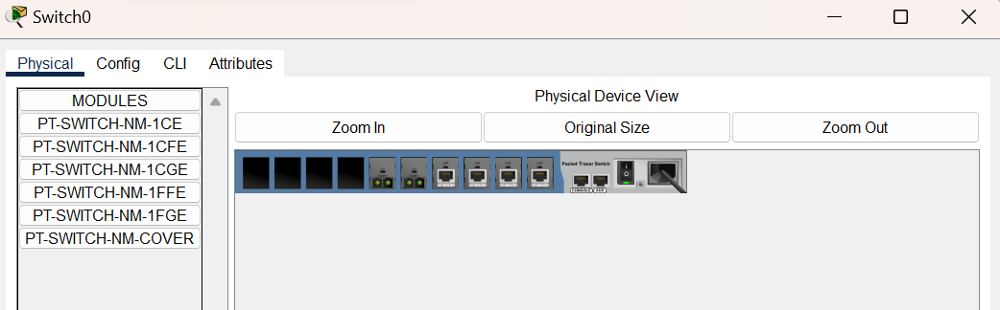 Switch0
Physical Config CLI Attributes
MODULES
PT-SWITCH-NM-1CE
PT-SWITCH-NM-1CFE
PT-SWITCH-NM-1CGE
PT-SWITCH-NM-1FFE
PT-SWITCH-NM-1FGE
PT-SWITCH-NM-COVER
Physical Device View
Zoom In Original Size Zoom Out
Packet Tracer Switch
CONSOLE AUX